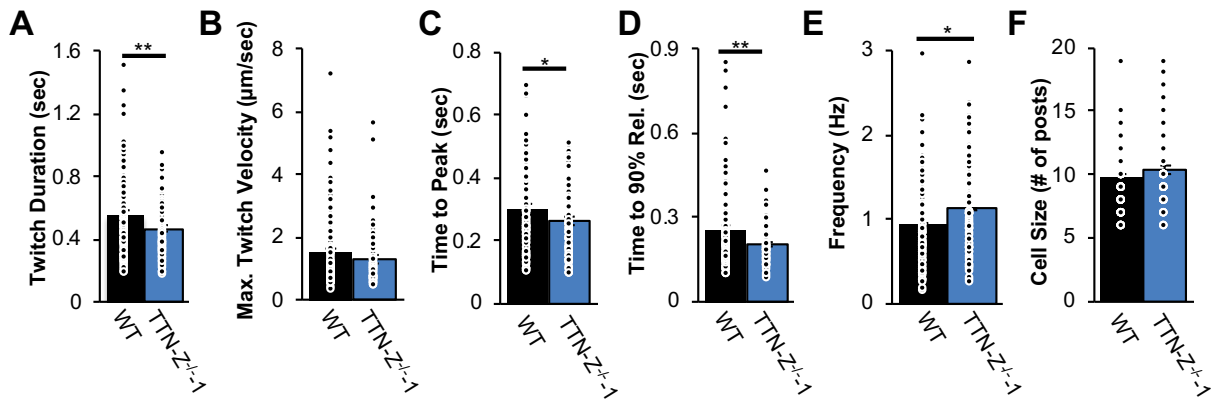 A
Twitch Duration (sec)
1.6
1.2
0.8
0.4
0
**
WT
TTN-Z⁺/⁻-1
B
Max. Twitch Velocity (µm/sec)
8
6
4
2
0
WT
TTN-Z⁺/⁻-1
C
Time to Peak (sec)
0.8
0.6
0.4
0.2
0
*
WT
TTN-Z⁺/⁻-1
D
Time to 90% Rel. (sec)
0.9
0.6
0.3
0
**
WT
TTN-Z⁺/⁻-1
E
Frequency (Hz)
3
2
1
0
*
WT
TTN-Z⁺/⁻-1
F
Cell Size (# of posts)
20
15
10
5
0
WT
TTN-Z⁺/⁻-1